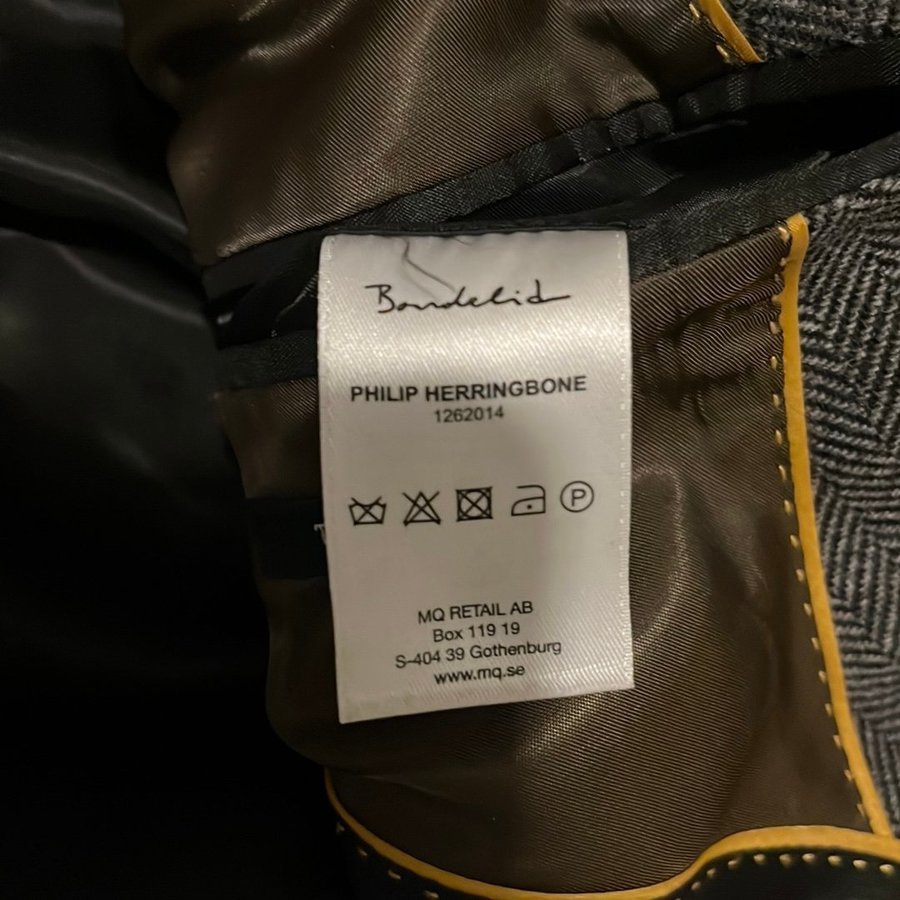 Bondelid
PHILIP HERRINGBONE
1262014
P
MQ RETAIL AB
Box 119 19
S-404 39 Gothenburg
www.mq.se